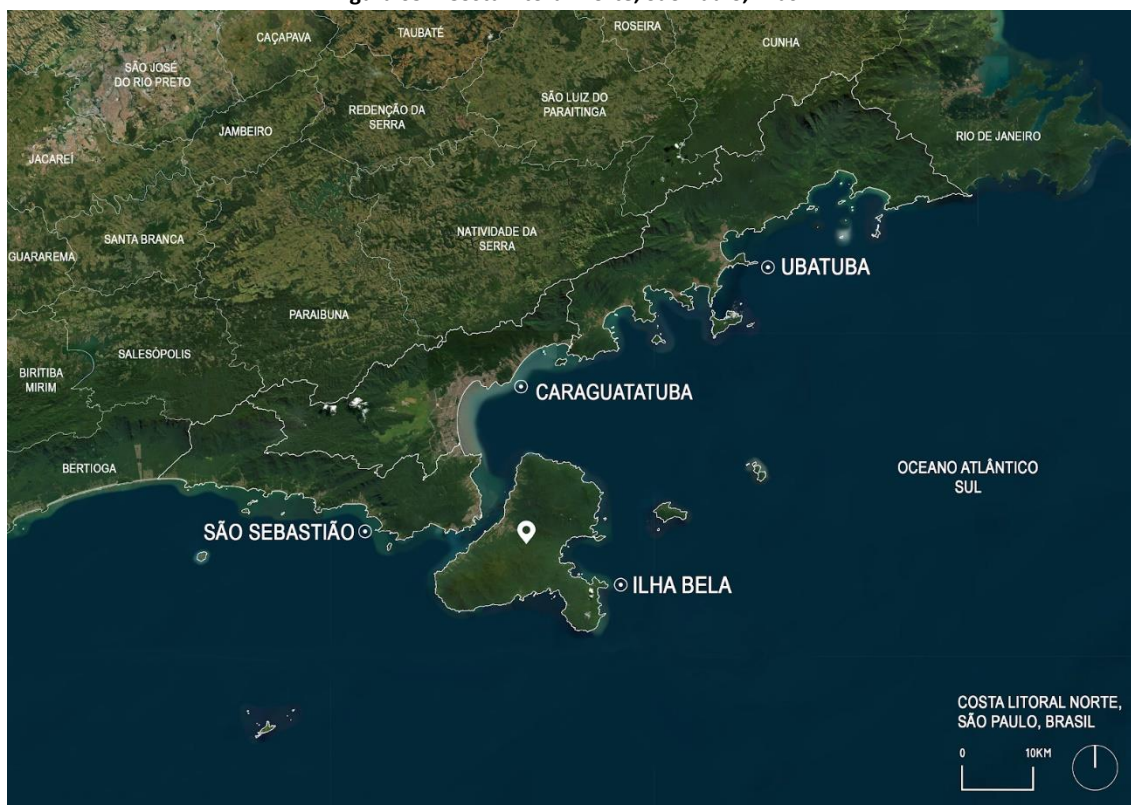 CAÇAPAVA
TAUBATÉ
ROSEIRA
CUNHA
SÃO JOSÉ
DO RIO PRETO
JAMBEIRO
REDENÇÃO DA
SERRA
SÃO LUIZ DO
PARAITINGA
RIO DE JANEIRO
JACAREÍ
SANTA BRANCA
NATIVIDADE DA
SERRA
GUARAREMA
UBATUBA
PARAIBUNA
SALESÓPOLIS
BIRITIBA
MIRIM
CARAGUATATUBA
BERTIOGA
OCEANO ATLÂNTICO
SUL
SÃO SEBASTIÃO
ILHA BELA
COSTA LITORAL NORTE,
SÃO PAULO, BRASIL
0 10KM